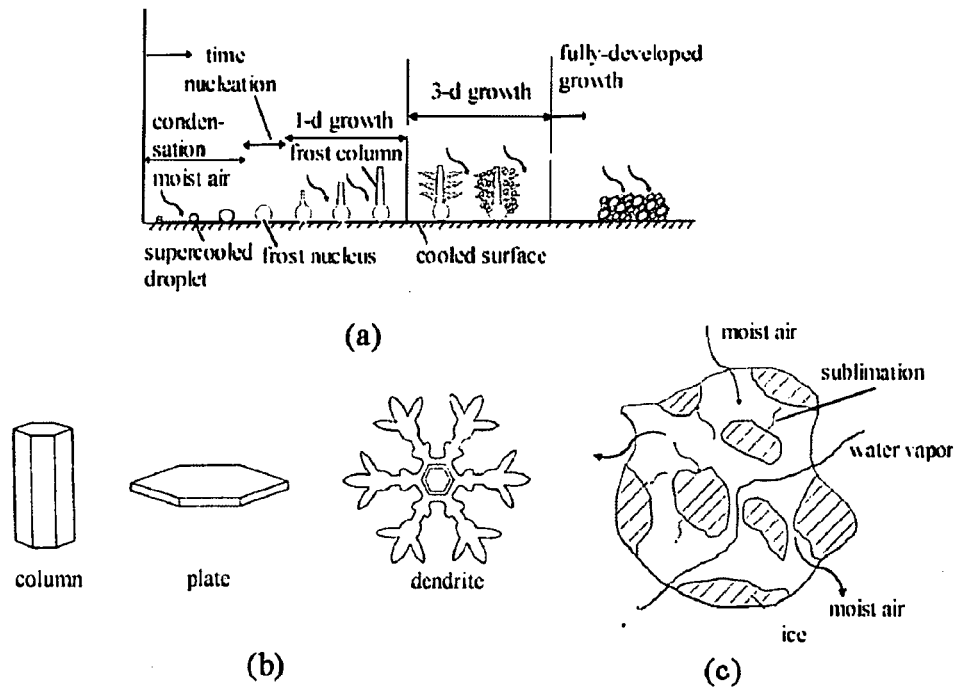 time
nucleation
fully-developed
growth
3-d growth
1-d growth
conden-
sation
frost column
moist air
supercooled
droplet
frost nucleus
cooled surface
(a)
moist air
sublimation
water vapor
column
plate
dendrite
moist air
ice
(b)
(c)